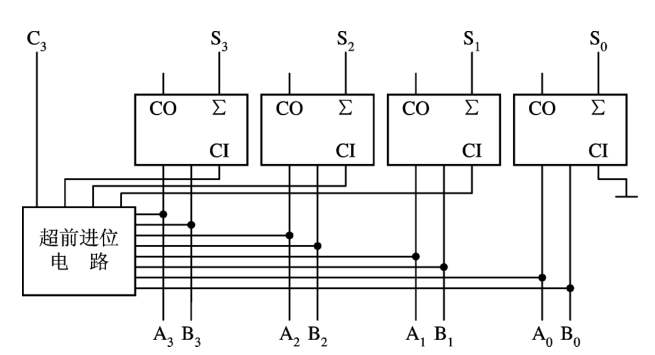 C₃ S₃ S₂ S₁ S₀
CO Σ CO Σ CO Σ CO Σ
CI CI CI CI
超前进位
电 路
A₃ B₃ A₂ B₂ A₁ B₁ A₀ B₀